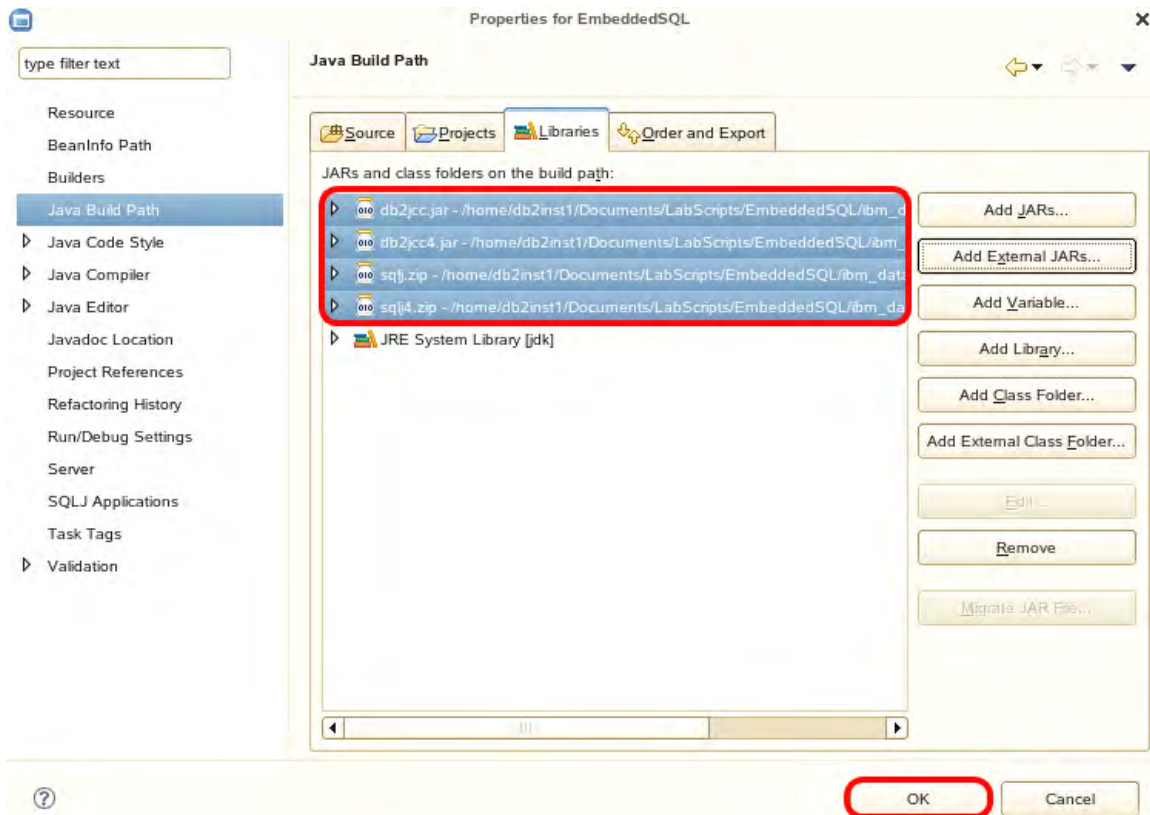 Properties for EmbeddedSQL
type filter text
Resource
BeanInfo Path
Builders
Java Build Path
Java Code Style
Java Compiler
Java Editor
Javadoc Location
Project References
Refactoring History
Run/Debug Settings
Server
SQLJ Applications
Task Tags
Validation
Java Build Path
Source Projects Libraries Order and Export
JARs and class folders on the build path:
010 db2jcc.jar - /home/db2inst1/Documents/LabScripts/EmbeddedSQL/ibm_d
010 db2jcc4.jar - /home/db2inst1/Documents/LabScripts/EmbeddedSQL/ibm_
010 sqlj.zip - /home/db2inst1/Documents/LabScripts/EmbeddedSQL/ibm_data
010 sqlj4.zip - /home/db2inst1/Documents/LabScripts/EmbeddedSQL/ibm_da
JRE System Library [jdk]
Add JARs...
Add External JARs...
Add Variable...
Add Library...
Add Class Folder...
Add External Class Folder...
Edit...
Remove
Migrate JAR File...
OK Cancel